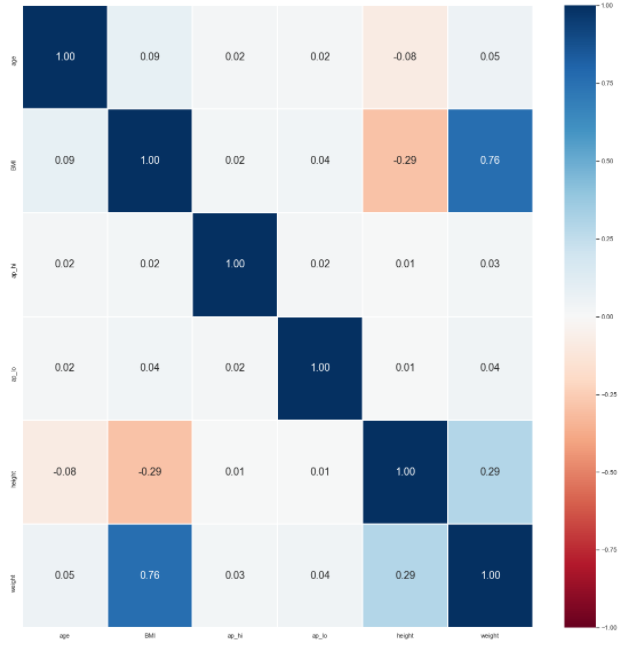 age 1.00 0.09 0.02 0.02 -0.08 0.05
BMI 0.09 1.00 0.02 0.04 -0.29 0.76
ap_hi 0.02 0.02 1.00 0.02 0.01 0.03
ap_lo 0.02 0.04 0.02 1.00 0.01 0.04
height -0.08 -0.29 0.01 0.01 1.00 0.29
weight 0.05 0.76 0.03 0.04 0.29 1.00
age BMI ap_hi ap_lo height weight
1.00
0.75
0.50
0.25
0.00
-0.25
-0.50
-0.75
-1.00